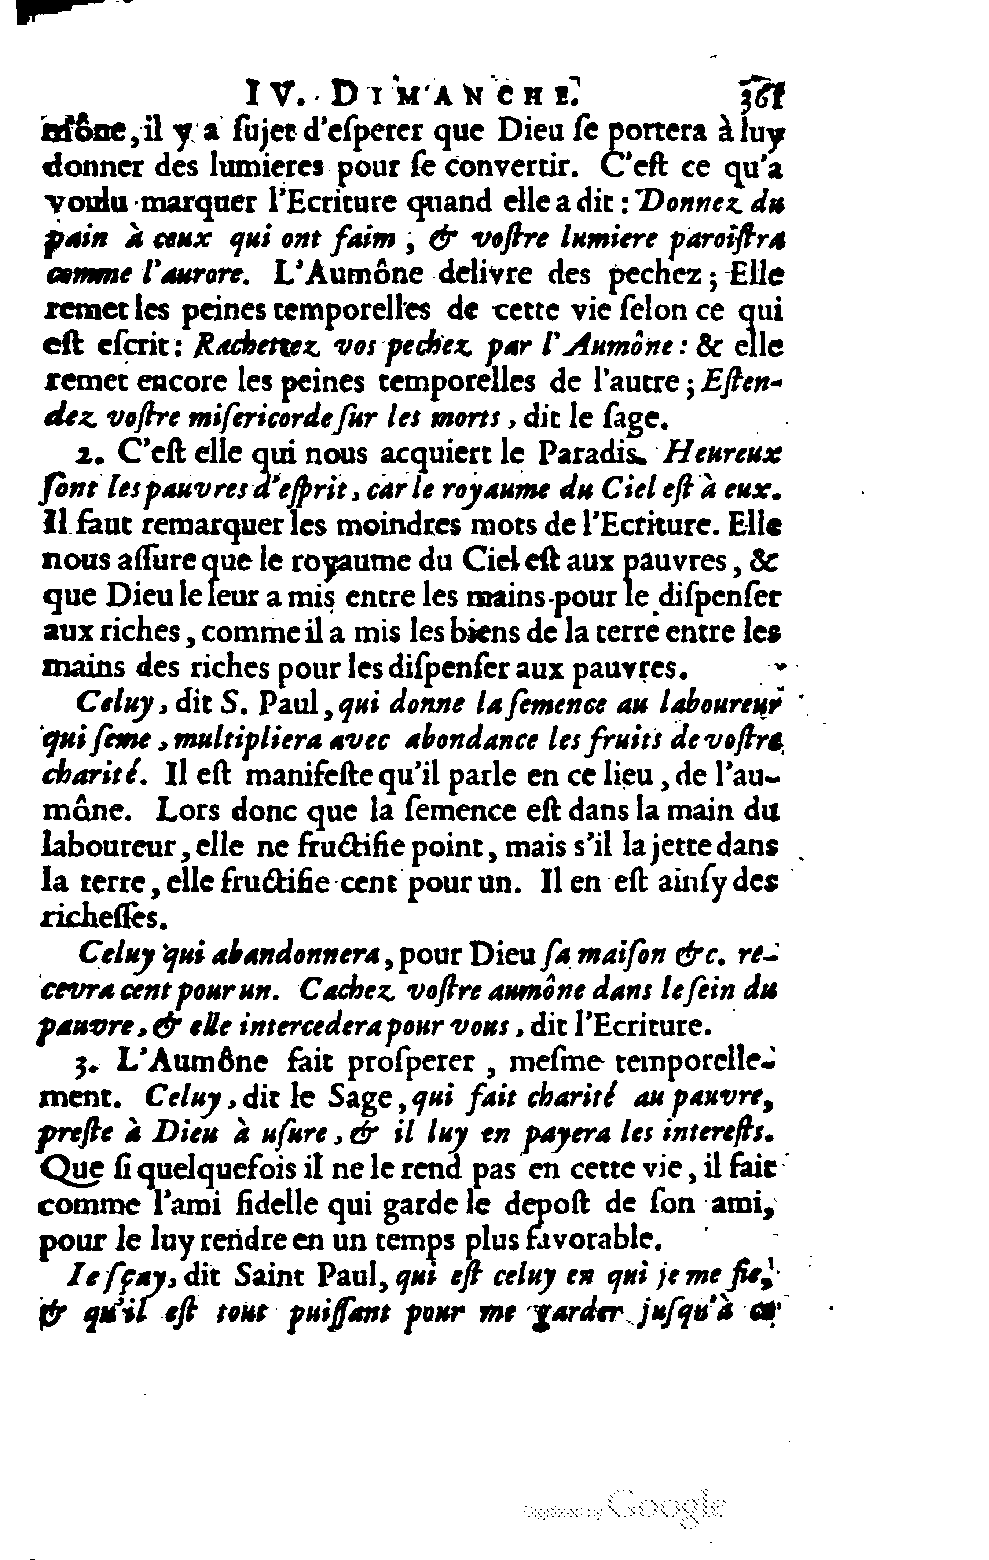 IV. DIMANCHE. 361
mône, il y a ſujet d'eſperer que Dieu ſe portera à luy
donner des lumieres pour ſe convertir. C'eſt ce qu'a
voulu marquer l'Ecriture quand elle a dit : Donnez du
pain à ceux qui ont faim, & voſtre lumiere paroiſtra
comme l'aurore. L'Aumône delivre des pechez ; Elle
remet les peines temporelles de cette vie ſelon ce qui
eſt eſcrit : Rachettez vos pechez par l'Aumône : & elle
remet encore les peines temporelles de l'autre ; Eſten-
dez voſtre miſericorde ſur les morts, dit le ſage.
2. C'eſt elle qui nous acquiert le Paradis. Heureux
ſont les pauvres d'eſprit, car le royaume du Ciel eſt à eux.
Il faut remarquer les moindres mots de l'Ecriture. Elle
nous aſſure que le royaume du Ciel eſt aux pauvres, &
que Dieu le leur a mis entre les mains pour le diſpenſer
aux riches, comme il a mis les biens de la terre entre les
mains des riches pour les diſpenſer aux pauvres.
Celuy, dit S. Paul, qui donne la ſemence au laboureur
qui ſeme, multipliera avec abondance les fruits de voſtre
charité. Il eſt manifeſte qu'il parle en ce lieu, de l'au-
mône. Lors donc que la ſemence eſt dans la main du
laboureur, elle ne fructifie point, mais s'il la jette dans
la terre, elle fructifie cent pour un. Il en eſt ainſy des
richeſſes.
Celuy qui abandonnera, pour Dieu ſa maiſon &c. re-
cevra cent pour un. Cachez voſtre aumône dans le ſein du
pauvre, & elle intercedera pour vous, dit l'Ecriture.
3. L'Aumône fait proſperer, meſme temporelle-
ment. Celuy, dit le Sage, qui fait charité au pauvre,
preſte à Dieu à uſure, & il luy en payera les intereſts.
Que ſi quelquefois il ne le rend pas en cette vie, il fait
comme l'ami fidelle qui garde le depoſt de ſon ami,
pour le luy rendre en un temps plus favorable.
Ie ſçay, dit Saint Paul, qui eſt celuy en qui je me fie,
& qu'il eſt tout puiſſant pour me garder juſqu'à ce
Digitized by Google